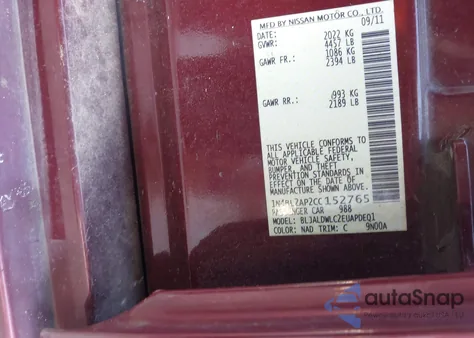 MFD BY NISSAN MOTOR CO., LTD.
09/11
GVWR: 2022 KG
4457 LB
GAWR FR.: 1086 KG
2394 LB
GAWR RR.: 993 KG
2189 LB
THIS VEHICLE CONFORMS TO
ALL APPLICABLE FEDERAL
MOTOR VEHICLE SAFETY,
BUMPER, AND THEFT
PREVENTION STANDARDS IN
EFFECT ON THE DATE OF
MANUFACTURE SHOWN ABOVE.
1N4BL2AP2CC152765
PASSENGER CAR 988
MODEL: BLJALDWLCZEUAPDEQ1
COLOR: NAD TRIM: C 9N00A
autoSnap